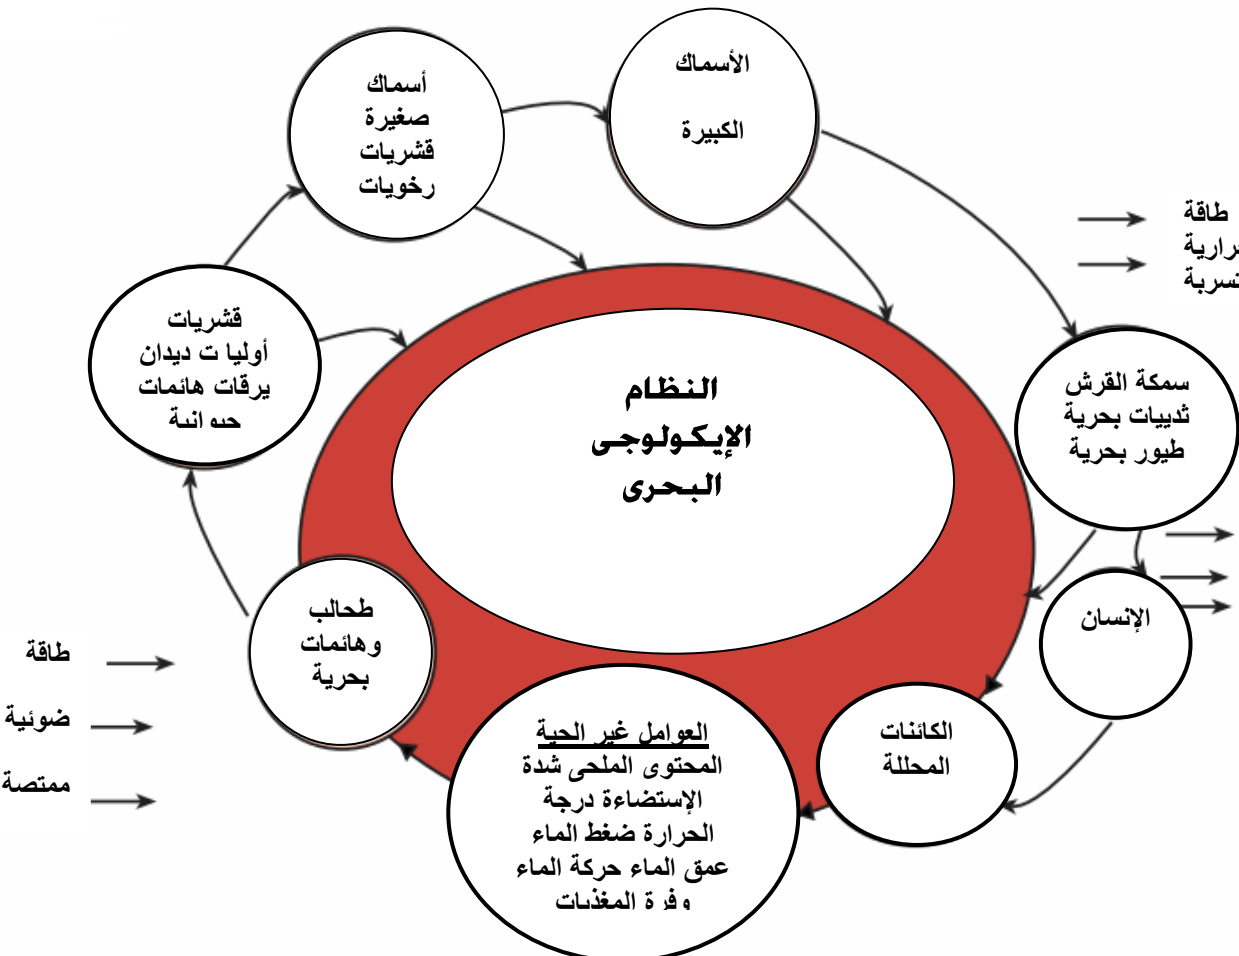 الأسماك
الكبيرة
أسماك
صغيرة
قشريات
رخويات
طاقة
رارية
تسربة
قشريات
أوليا ت ديدان
يرقات هائمات
حيوانية
النظام
الإيكولوجى
البحرى
سمكة القرش
ثدييات بحرية
طيور بحرية
الإنسان
طحالب
وهائمات
بحرية
طاقة
ضوئية
ممتصة
العوامل غير الحية
المحتوى الملحى شدة
الإستضاءة درجة
الحرارة ضغط الماء
عمق الماء حركة الماء
وفرة المغذيات
الكائنات
المحللة